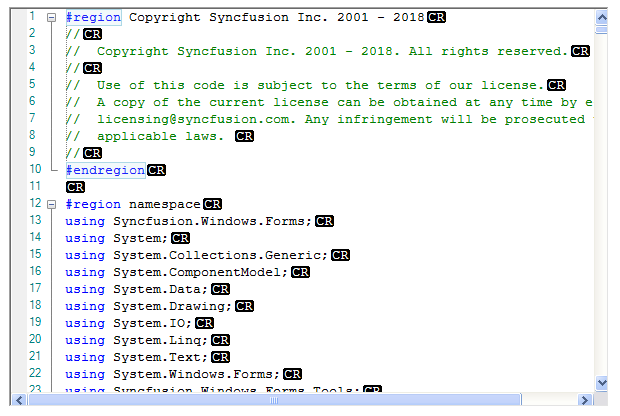 1 #region Copyright Syncfusion Inc. 2001 - 2018CR
2 //CR
3 //  Copyright Syncfusion Inc. 2001 - 2018. All rights reserved.CR
4 //CR
5 //  Use of this code is subject to the terms of our license.CR
6 //  A copy of the current license can be obtained at any time by e
7 //  licensing@syncfusion.com. Any infringement will be prosecuted
8 //  applicable laws. CR
9 //CR
10 #endregionCR
11 CR
12 #region namespaceCR
13 using Syncfusion.Windows.Forms;CR
14 using System;CR
15 using System.Collections.Generic;CR
16 using System.ComponentModel;CR
17 using System.Data;CR
18 using System.Drawing;CR
19 using System.IO;CR
20 using System.Linq;CR
21 using System.Text;CR
22 using System.Windows.Forms;CR
23 using Syncfusion.Windows.Forms.Tools;CR